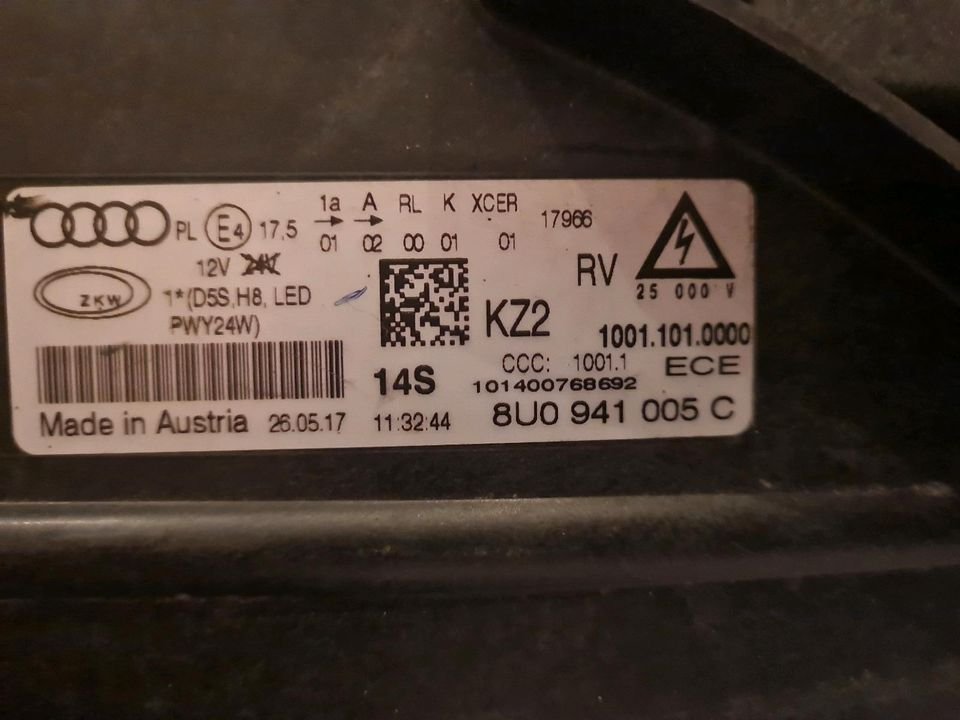 1a A RL K XCER 17966
PL E4 17,5 01 02 00 01 01
12V 24V RV
ZKW 1*(D5S,H8, LED 25 000 V
PWY24W) KZ2 1001.101.0000
CCC: 1001.1 ECE
14S 101400768692
Made in Austria 26.05.17 11:32:44 8U0 941 005 C